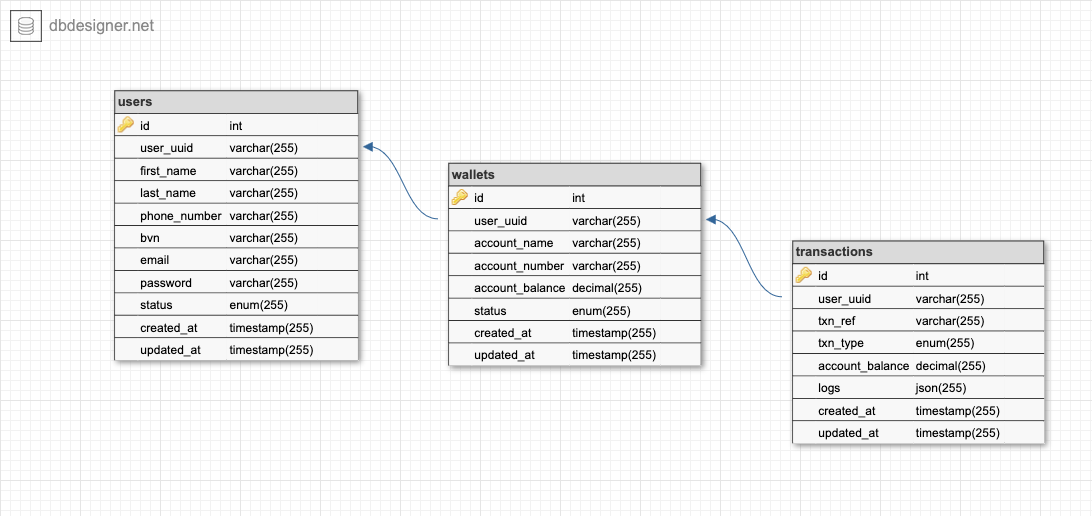 dbdesigner.net
users
id int
user_uuid varchar(255)
first_name varchar(255)
last_name varchar(255)
phone_number varchar(255)
bvn varchar(255)
email varchar(255)
password varchar(255)
status enum(255)
created_at timestamp(255)
updated_at timestamp(255)
wallets
id int
user_uuid varchar(255)
account_name varchar(255)
account_number varchar(255)
account_balance decimal(255)
status enum(255)
created_at timestamp(255)
updated_at timestamp(255)
transactions
id int
user_uuid varchar(255)
txn_ref varchar(255)
txn_type enum(255)
account_balance decimal(255)
logs json(255)
created_at timestamp(255)
updated_at timestamp(255)